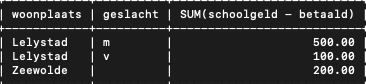 | woonplaats | geslacht | SUM(schoolgeld – betaald) |
| Lelystad | m | 500.00 |
| Lelystad | v | 100.00 |
| Zeewolde | | 200.00 |